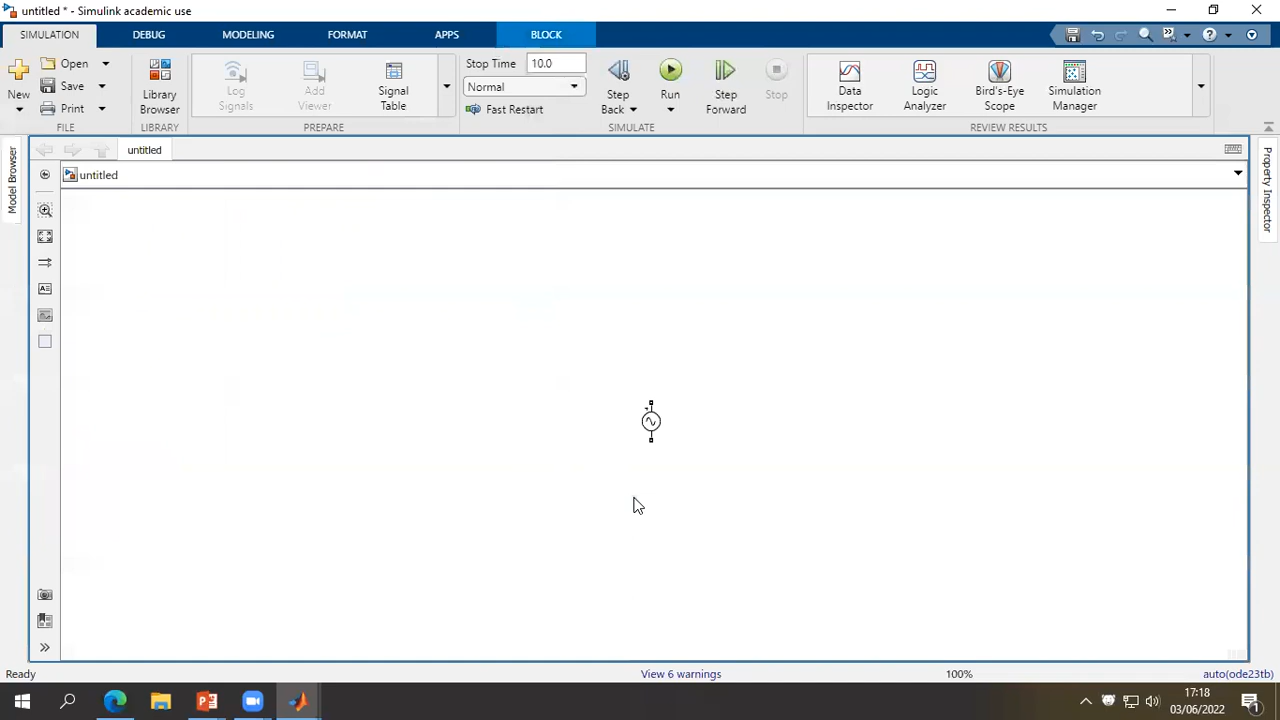 untitled * - Simulink academic use
SIMULATION DEBUG MODELING FORMAT APPS BLOCK
New Open Save Print FILE
Library Browser LIBRARY
Log Signals Add Viewer Signal Table PREPARE
Stop Time 10.0 Normal Fast Restart
Step Back Run Step Forward Stop SIMULATE
Data Inspector Logic Analyzer Bird's-Eye Scope Simulation Manager REVIEW RESULTS
Model Browser
untitled
untitled
Property Inspector
Ready View 6 warnings 100% auto(ode23tb)
17:18
03/06/2022
1